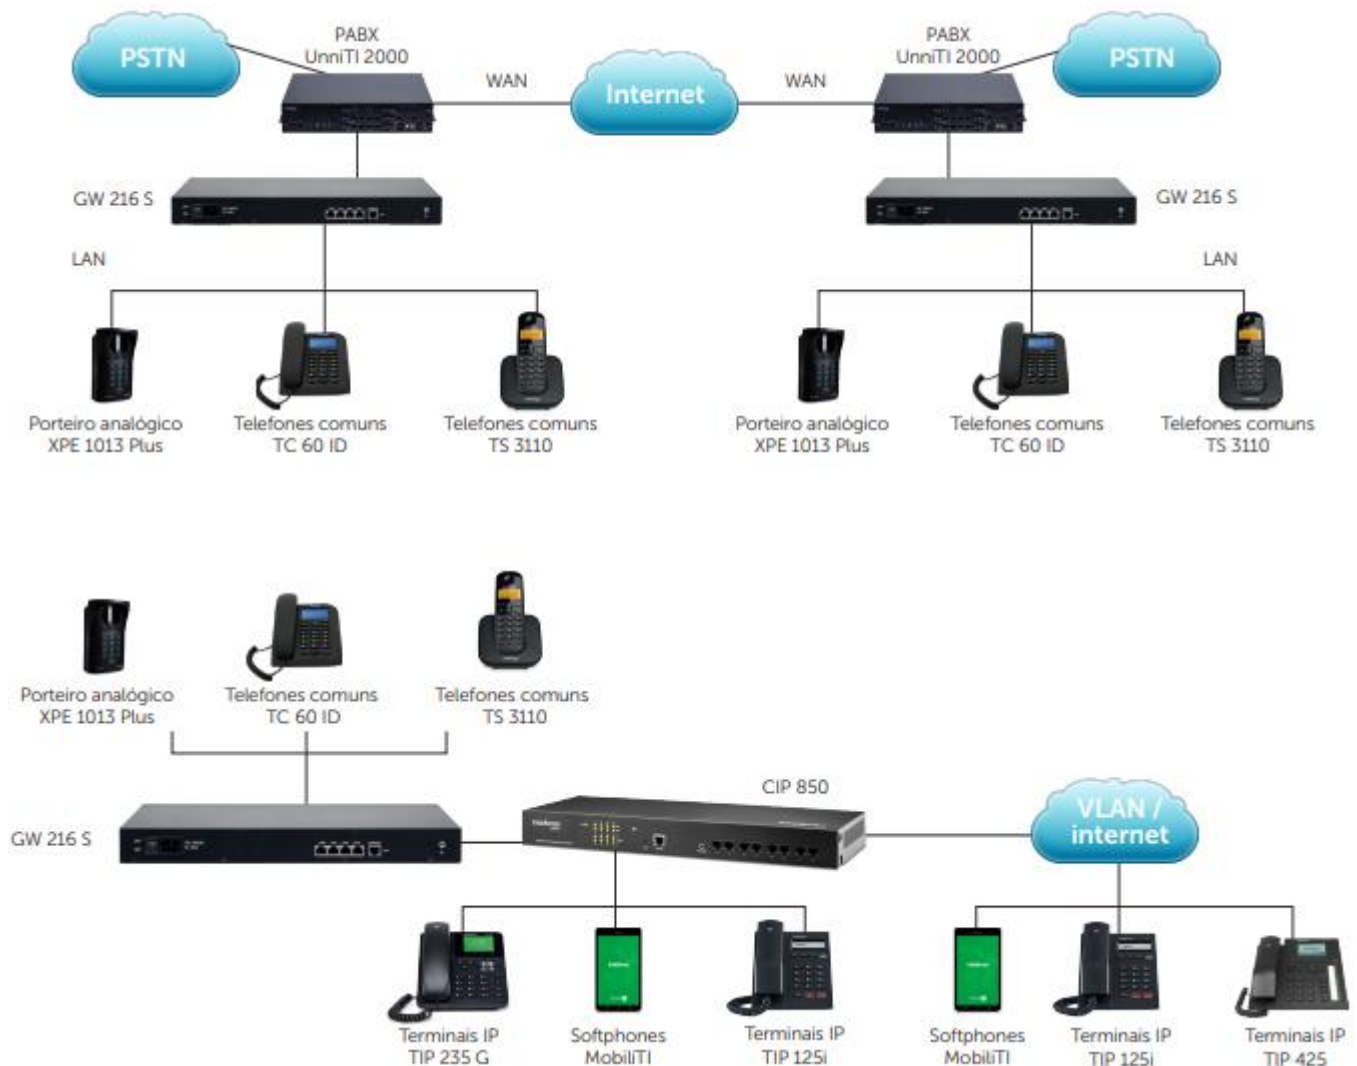 PSTN
PABX
UnniTI 2000
WAN
Internet
WAN
PABX
UnniTI 2000
PSTN
GW 216 S
GW 216 S
LAN
LAN
Porteiro analógico
XPE 1013 Plus
Telefones comuns
TC 60 ID
Telefones comuns
TS 3110
Porteiro analógico
XPE 1013 Plus
Telefones comuns
TC 60 ID
Telefones comuns
TS 3110
Porteiro analógico
XPE 1013 Plus
Telefones comuns
TC 60 ID
Telefones comuns
TS 3110
GW 216 S
CIP 850
VLAN /
internet
Terminais IP
TIP 235 G
Softphones
MobiliTI
Terminais IP
TIP 125i
Softphones
MobiliTI
Terminais IP
TIP 125i
Terminais IP
TIP 425